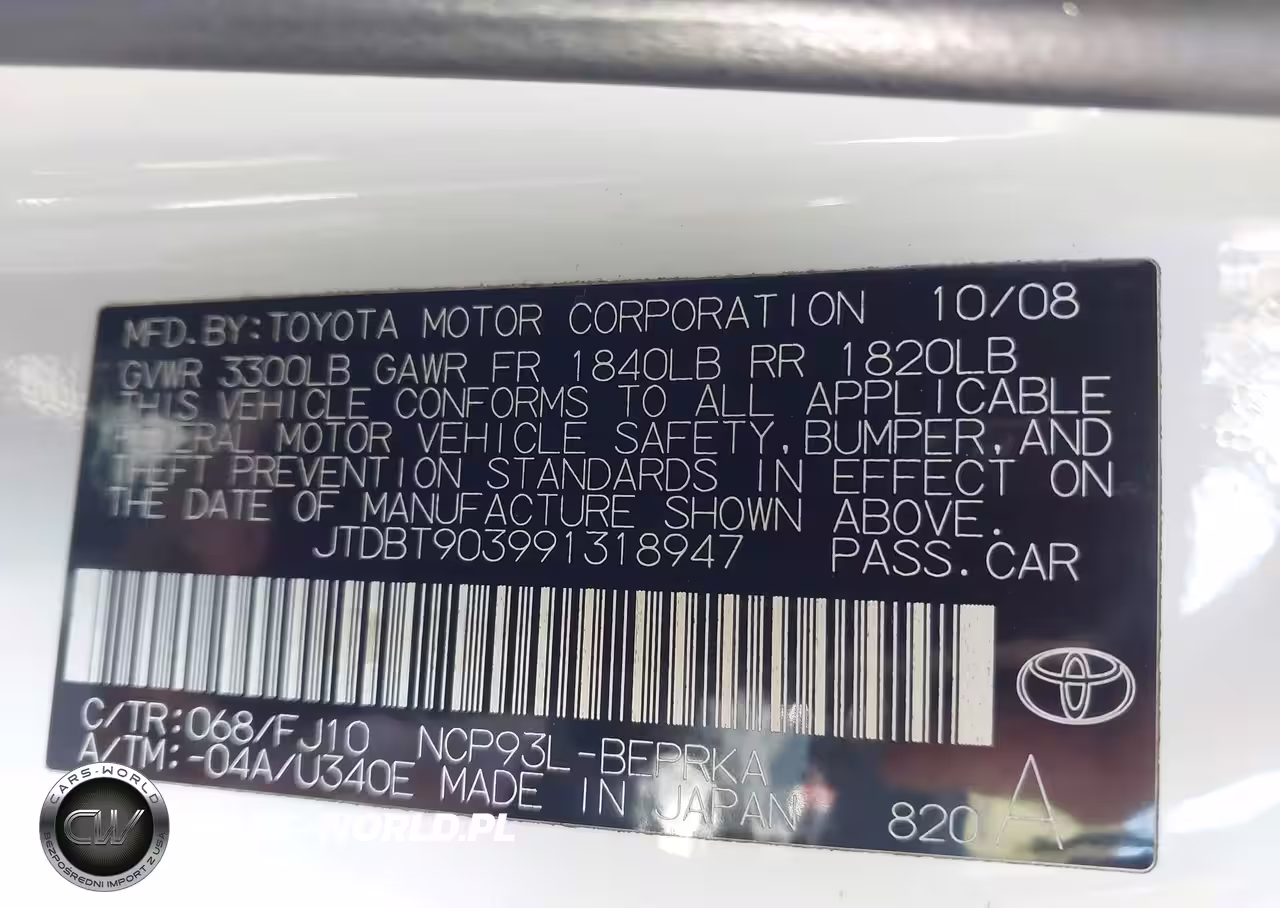 MFD.BY:TOYOTA MOTOR CORPORATION 10/08
GVWR 3300LB GAWR FR 1840LB RR 1820LB
THIS VEHICLE CONFORMS TO ALL APPLICABLE
FEDERAL MOTOR VEHICLE SAFETY,BUMPER,AND
THEFT PREVENTION STANDARDS IN EFFECT ON
THE DATE OF MANUFACTURE SHOWN ABOVE.
JTDBT903991318947 PASS.CAR
C/TR:068/FJ10 NCP93L-BEPRKA
A/TM:-04A/U340E MADE IN JAPAN
820 A
CARS-WORLD
CW
BEZPOŚREDNI IMPORT Z USA
WORLD.PL